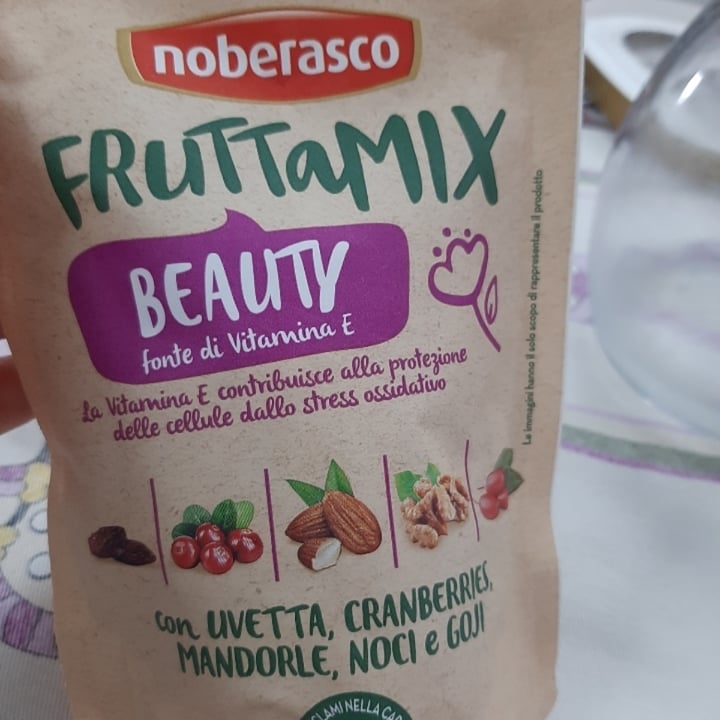 noberasco
FRUTTaMIX
BEAUTY
fonte di Vitamina E
La Vitamina E contribuisce alla protezione
delle cellule dallo stress ossidativo
Le immagini hanno il solo scopo di rappresentare il prodotto
con UVETTA, CRANBERRIES,
MANDORLE, NOCI e GOJI
NELLA